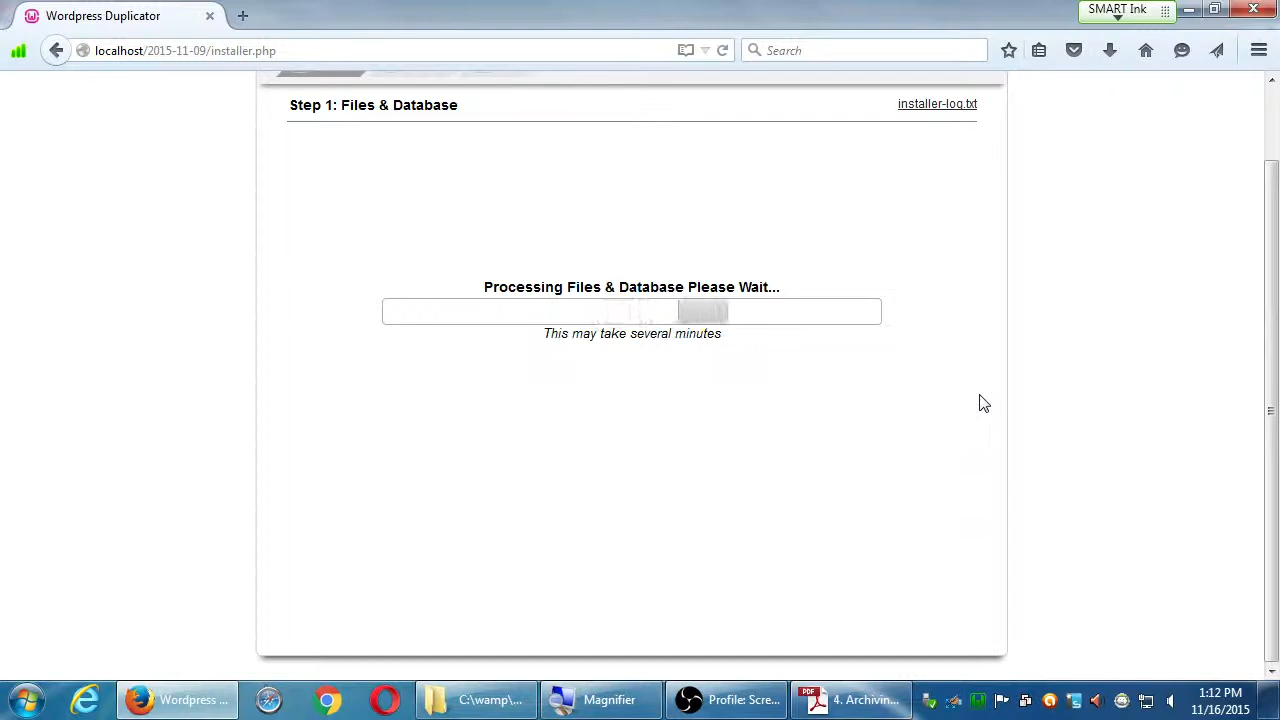 Wordpress Duplicator
SMART Ink
localhost/2015-11-09/installer.php
Search
Step 1: Files & Database
installer-log.txt
Processing Files & Database Please Wait...
This may take several minutes
Wordpress ...
C:\wamp\...
Magnifier
Profile: Scre...
PDF
4. Archivin...
1:12 PM
11/16/2015